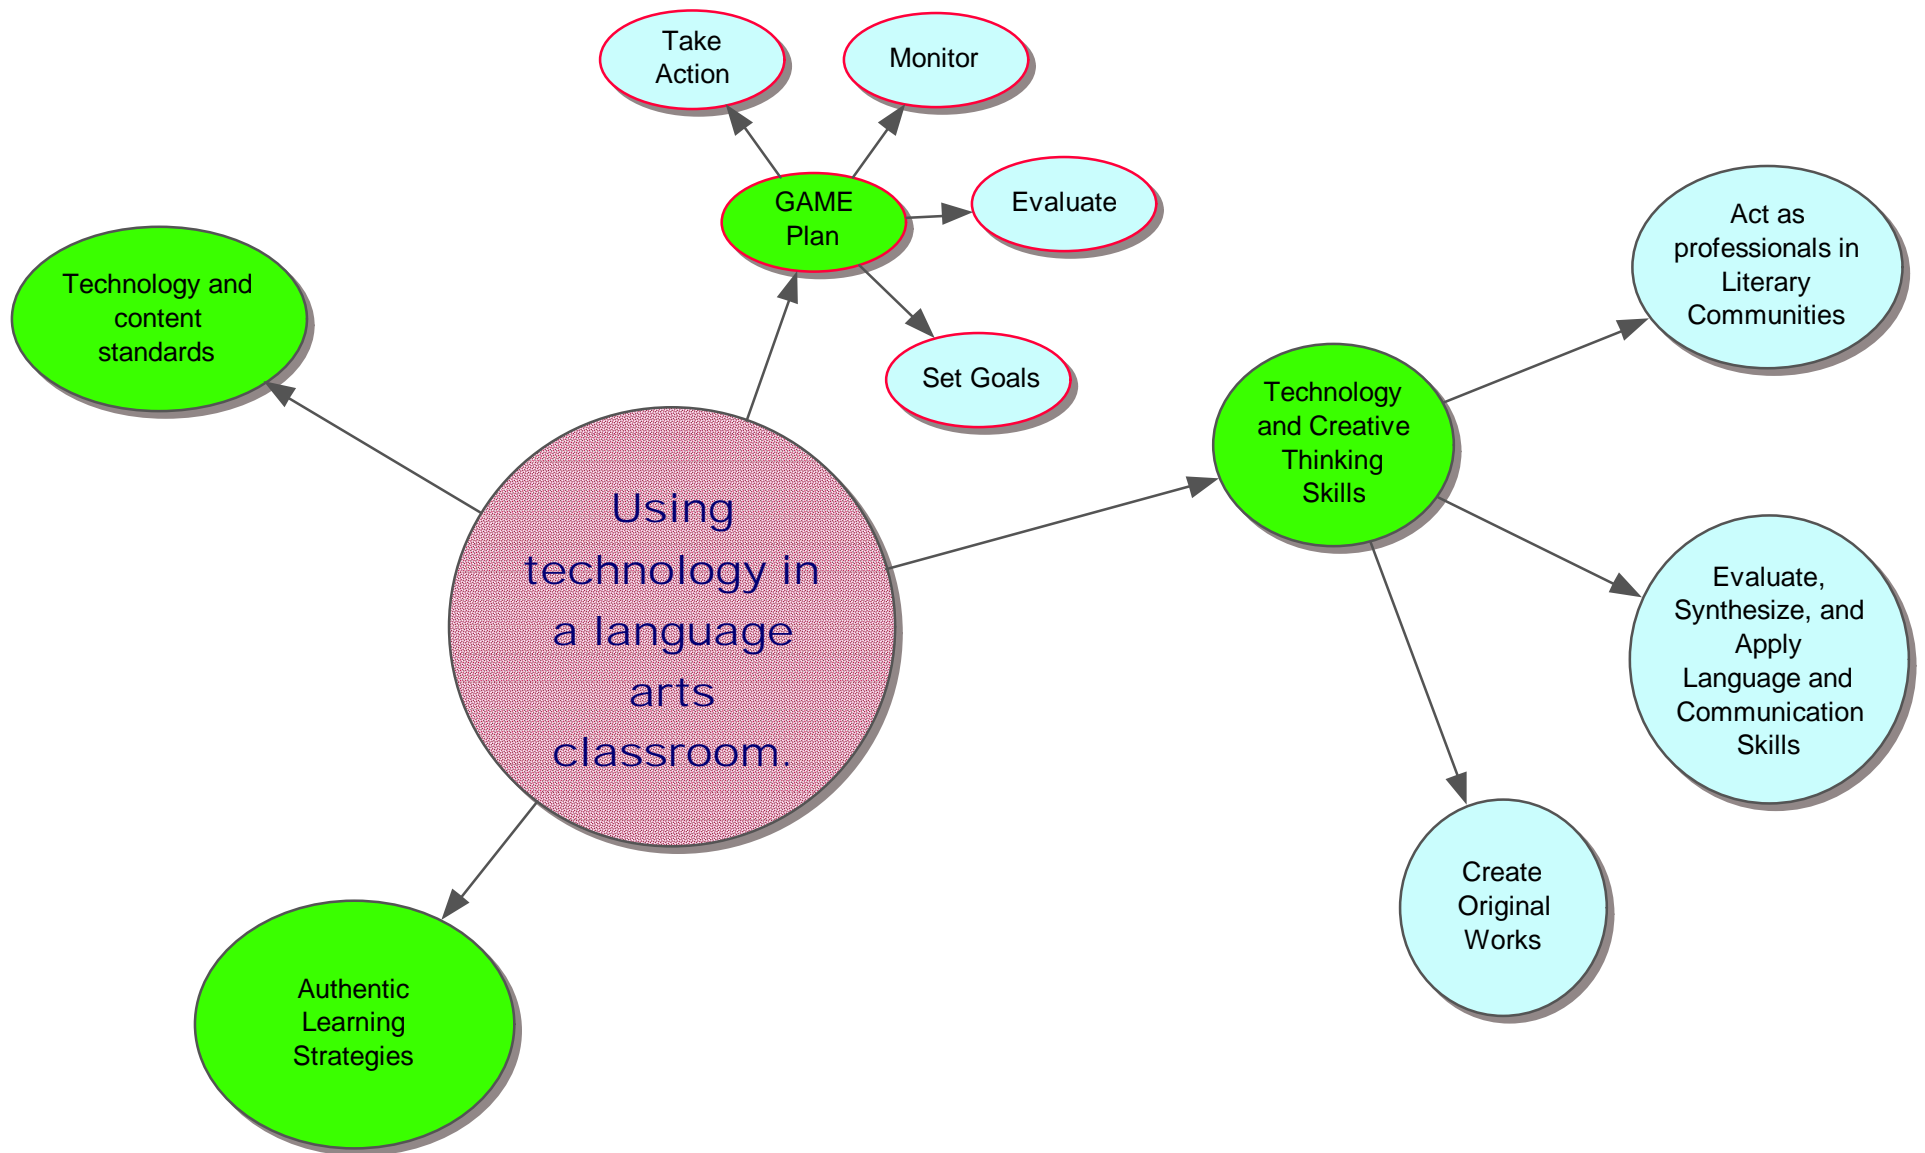 Take
Action
Monitor
GAME
Plan
Evaluate
Set Goals
Technology and
content
standards
Using
technology in
a language
arts
classroom.
Technology
and Creative
Thinking
Skills
Act as
professionals in
Literary
Communities
Evaluate,
Synthesize, and
Apply
Language and
Communication
Skills
Create
Original
Works
Authentic
Learning
Strategies